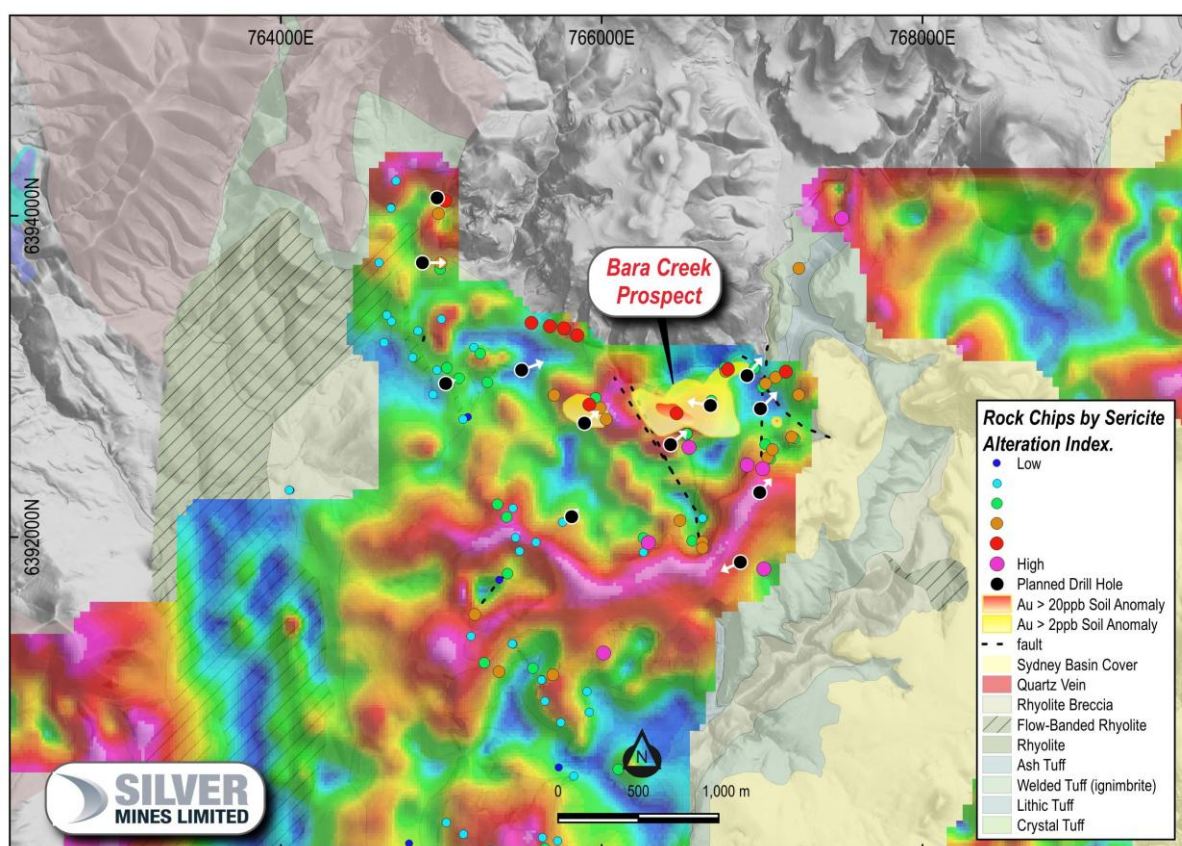 764000E
766000E
768000E
6394000N
6392000N
Bara Creek
Prospect
Rock Chips by Sericite
Alteration Index.
Low
High
Planned Drill Hole
Au > 20ppb Soil Anomaly
Au > 2ppb Soil Anomaly
fault
Sydney Basin Cover
Quartz Vein
Rhyolite Breccia
Flow-Banded Rhyolite
Rhyolite
Ash Tuff
Welded Tuff (ignimbrite)
Lithic Tuff
Crystal Tuff
N
0 500 1,000 m
SILVER
MINES LIMITED